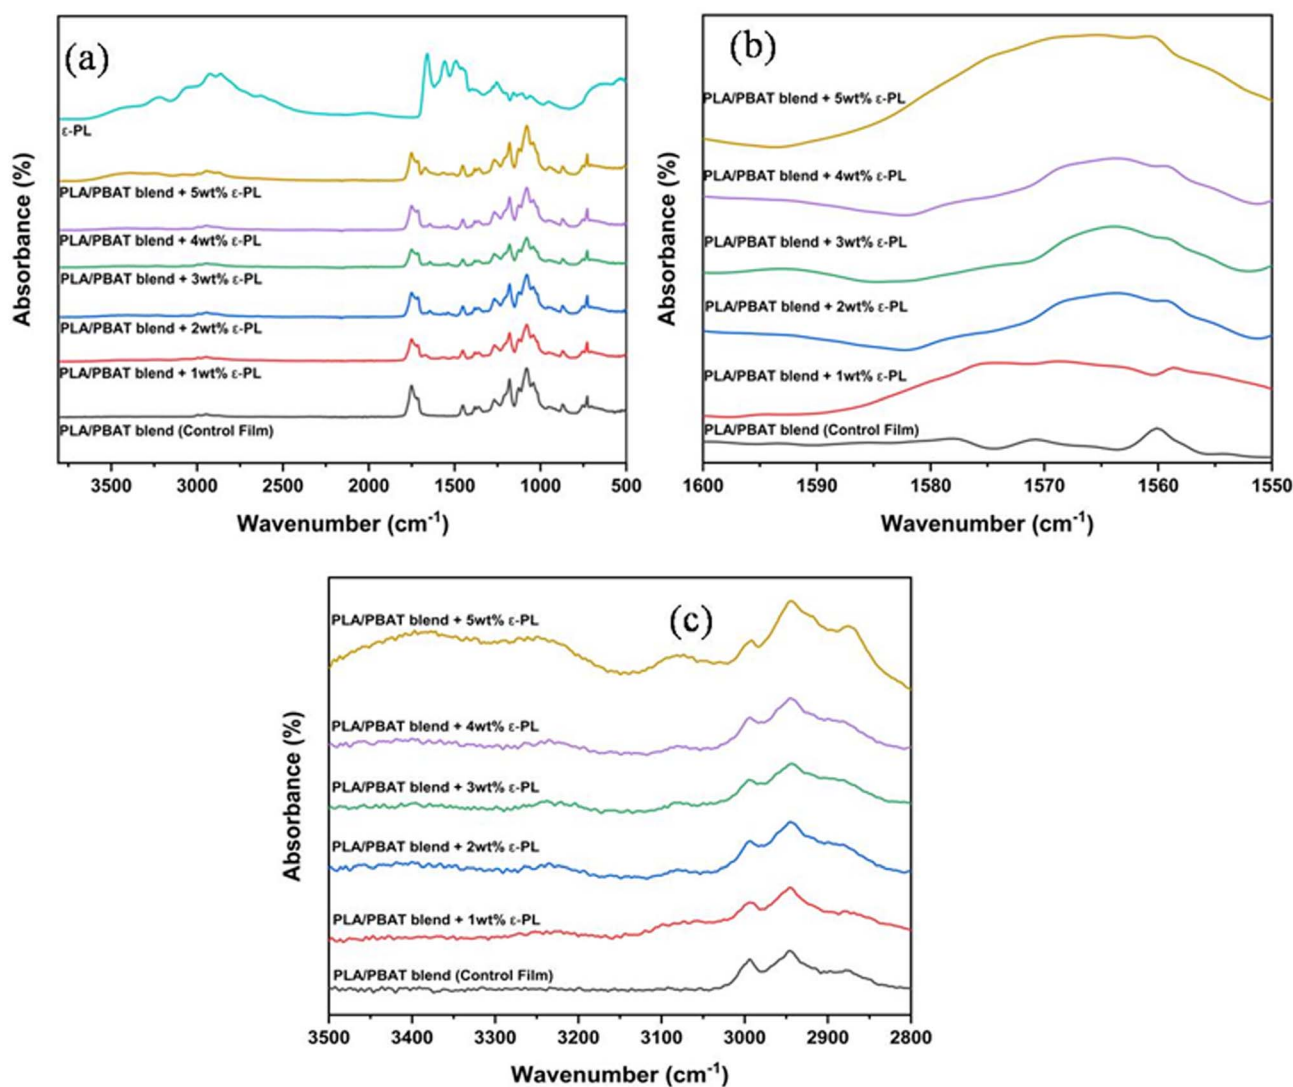 (a)
Absorbance (%)
ε-PL
PLA/PBAT blend + 5wt% ε-PL
PLA/PBAT blend + 4wt% ε-PL
PLA/PBAT blend + 3wt% ε-PL
PLA/PBAT blend + 2wt% ε-PL
PLA/PBAT blend + 1wt% ε-PL
PLA/PBAT blend (Control Film)
3500 3000 2500 2000 1500 1000 500
Wavenumber (cm⁻¹)
(b)
Absorbance (%)
PLA/PBAT blend + 5wt% ε-PL
PLA/PBAT blend + 4wt% ε-PL
PLA/PBAT blend + 3wt% ε-PL
PLA/PBAT blend + 2wt% ε-PL
PLA/PBAT blend + 1wt% ε-PL
PLA/PBAT blend (Control Film)
1600 1590 1580 1570 1560 1550
Wavenumber (cm⁻¹)
(c)
Absorbance (%)
PLA/PBAT blend + 5wt% ε-PL
PLA/PBAT blend + 4wt% ε-PL
PLA/PBAT blend + 3wt% ε-PL
PLA/PBAT blend + 2wt% ε-PL
PLA/PBAT blend + 1wt% ε-PL
PLA/PBAT blend (Control Film)
3500 3400 3300 3200 3100 3000 2900 2800
Wavenumber (cm⁻¹)